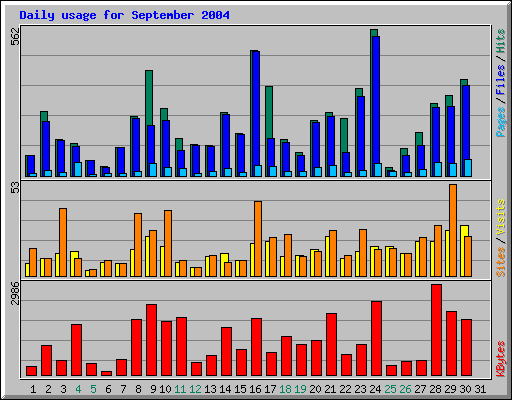 Daily usage for September 2004
562
Pages / Files / Hits
53
Sites / Visits
2986
KBytes
1 2 3 4 5 6 7 8 9 10 11 12 13 14 15 16 17 18 19 20 21 22 23 24 25 26 27 28 29 30 31